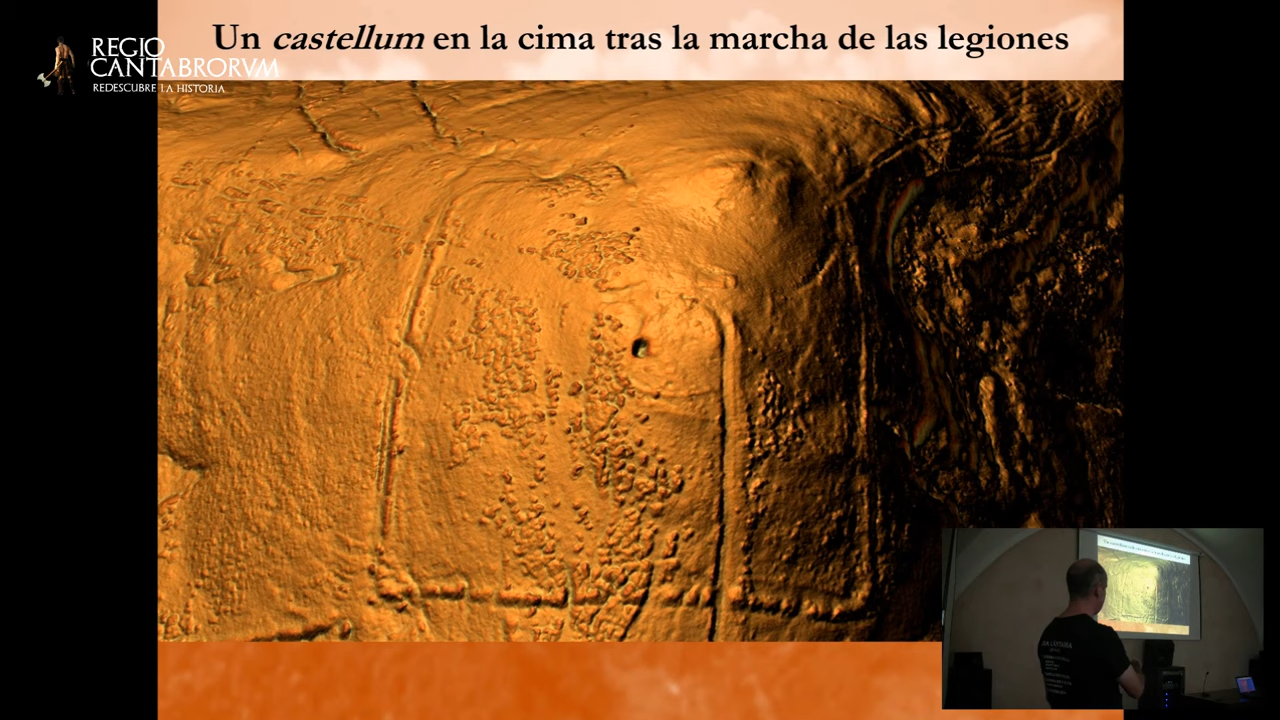 Un castellum en la cima tras la marcha de las legiones
REGIO
CANTABRORVM
REDESCUBRE LA HISTORIA